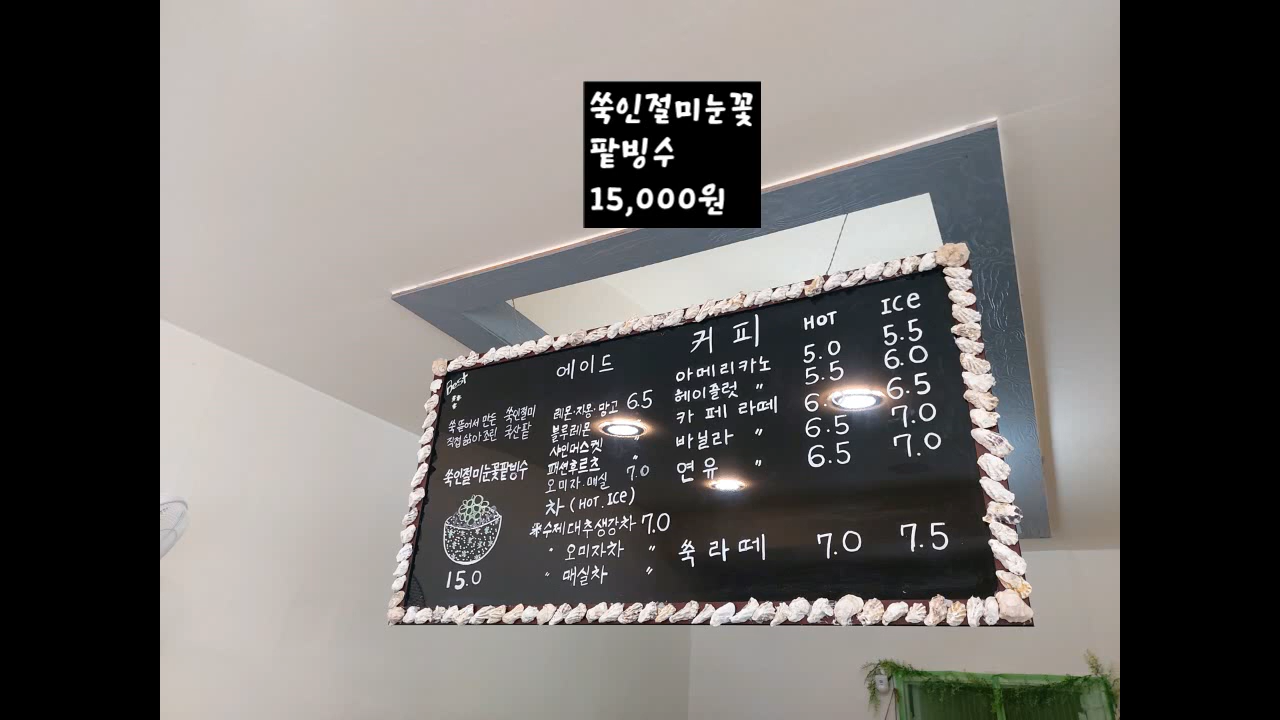 쑥인절미눈꽃
팥빙수
15,000원
Best
쑥 뜯어서 만든 쑥인절미
직접 삶아 조린 국산팥
쑥인절미눈꽃팥빙수
15.0
에이드
레몬·자몽·망고 6.5
블루레몬
샤인머스켓 〃
패션후르츠
오미자·매실 7.0
차 (HOT. ICE)
※수제대추생강차 7.0
〃 오미자차 〃
〃 매실차 〃
커피 HOT ICe
아메리카노 5.0 5.5
헤이즐럿 〃 5.5 6.0
카페라떼 6. 6.5
바닐라 〃 6.5 7.0
연유 〃 6.5 7.0
쑥라떼 7.0 7.5